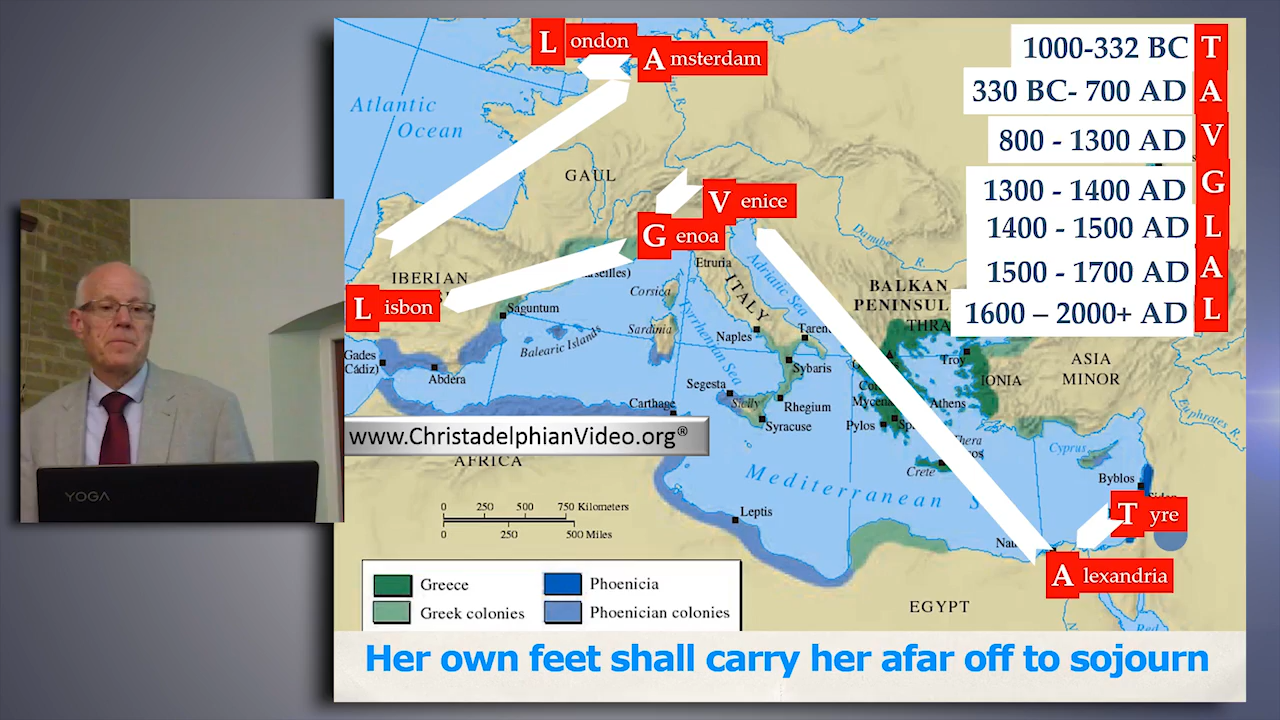 London
Amsterdam
Atlantic
Ocean
GAUL
Venice
Genoa
Etruria
IBERIAN
Lisbon
Marseilles)
Corsica
Sardinia
ITALY
Adriatic Sea
Tyrrhenian Sea
Danube R.
BALKAN
PENINSUL
THRA
Saguntum
Balearic Islands
Naples
Taren
Gades
Cádiz)
Abdera
Sybaris
Troy
IONIA
ASIA
MINOR
Segesta
Sicily
Rhegium
Syracuse
Carthage
Mycen
Athens
Pylos
Sp
Thera
Crete
Cyprus
Euphrates R.
Byblos
www.ChristadelphianVideo.org®
AFRICA
Mediterranean S
Leptis
Tyre
Alexandria
EGYPT
0 250 500 750 Kilometers
0 250 500 Miles
Greece
Phoenicia
Greek colonies
Phoenician colonies
1000-332 BC T
330 BC- 700 AD A
800 - 1300 AD V
1300 - 1400 AD G
1400 - 1500 AD L
1500 - 1700 AD A
1600 – 2000+ AD L
YOGA
Her own feet shall carry her afar off to sojourn